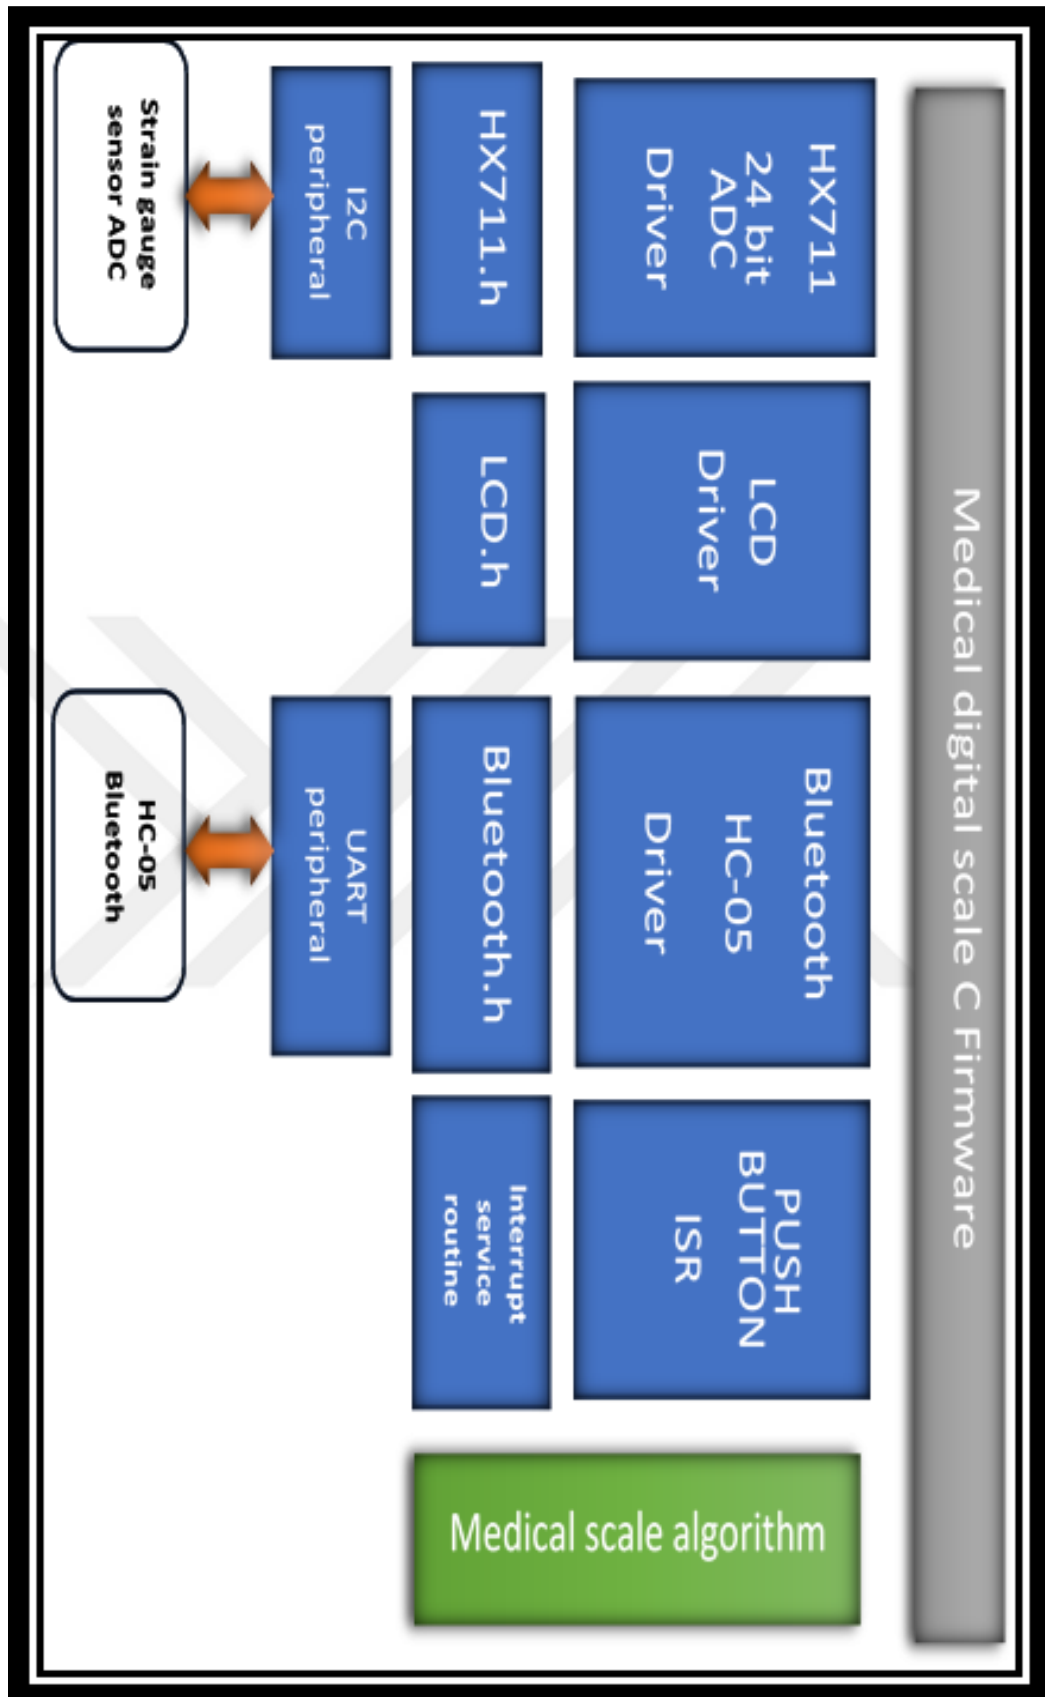 Medical digital scale C Firmware
HX711
24 bit
ADC
Driver
LCD
Driver
Bluetooth
HC-05
Driver
PUSH
BUTTON
ISR
HX711.h
LCD.h
Bluetooth.h
Interrupt
service
routine
Medical scale algorithm
I2C
peripheral
UART
peripheral
Strain gauge
sensor ADC
HC-05
Bluetooth